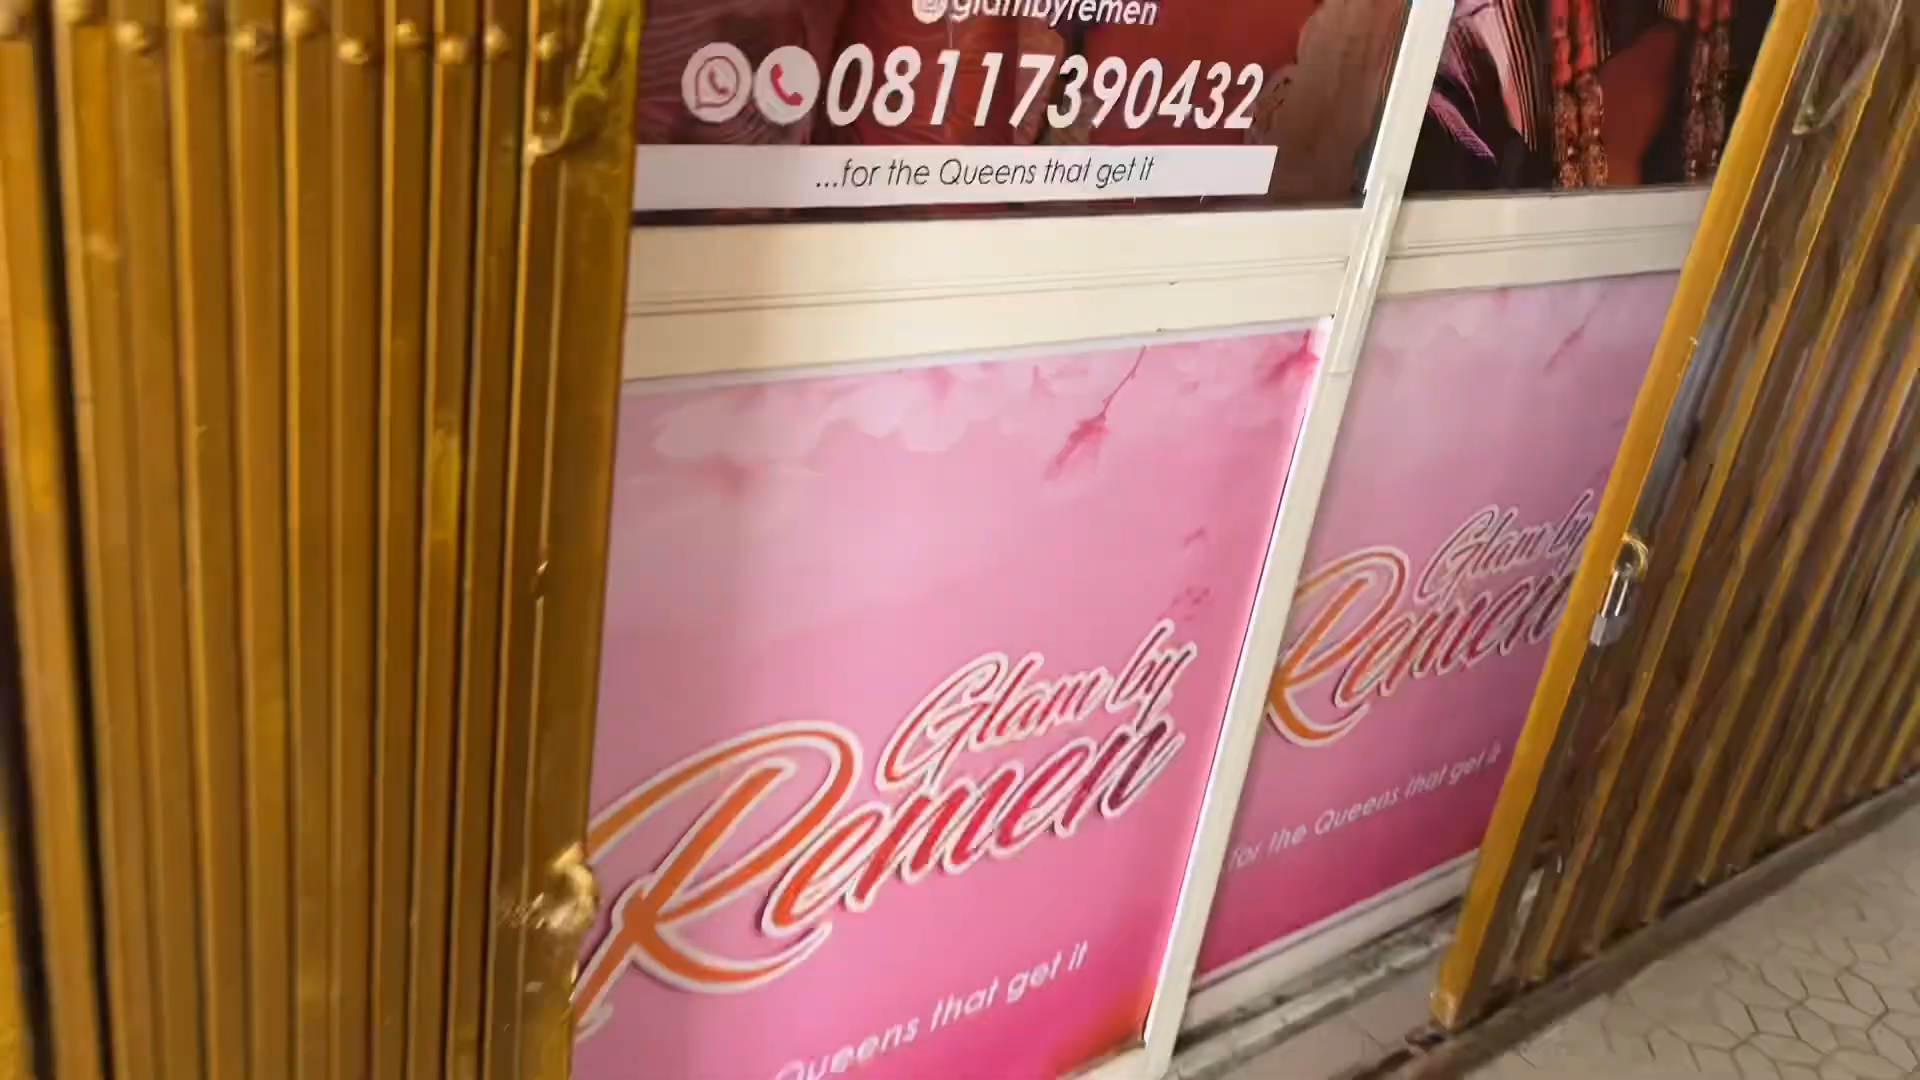 glambyremen
08117390432
...for the Queens that get it
Glam by
Remen
Queens that get it
Glam by
Remen
for the Queens that get it